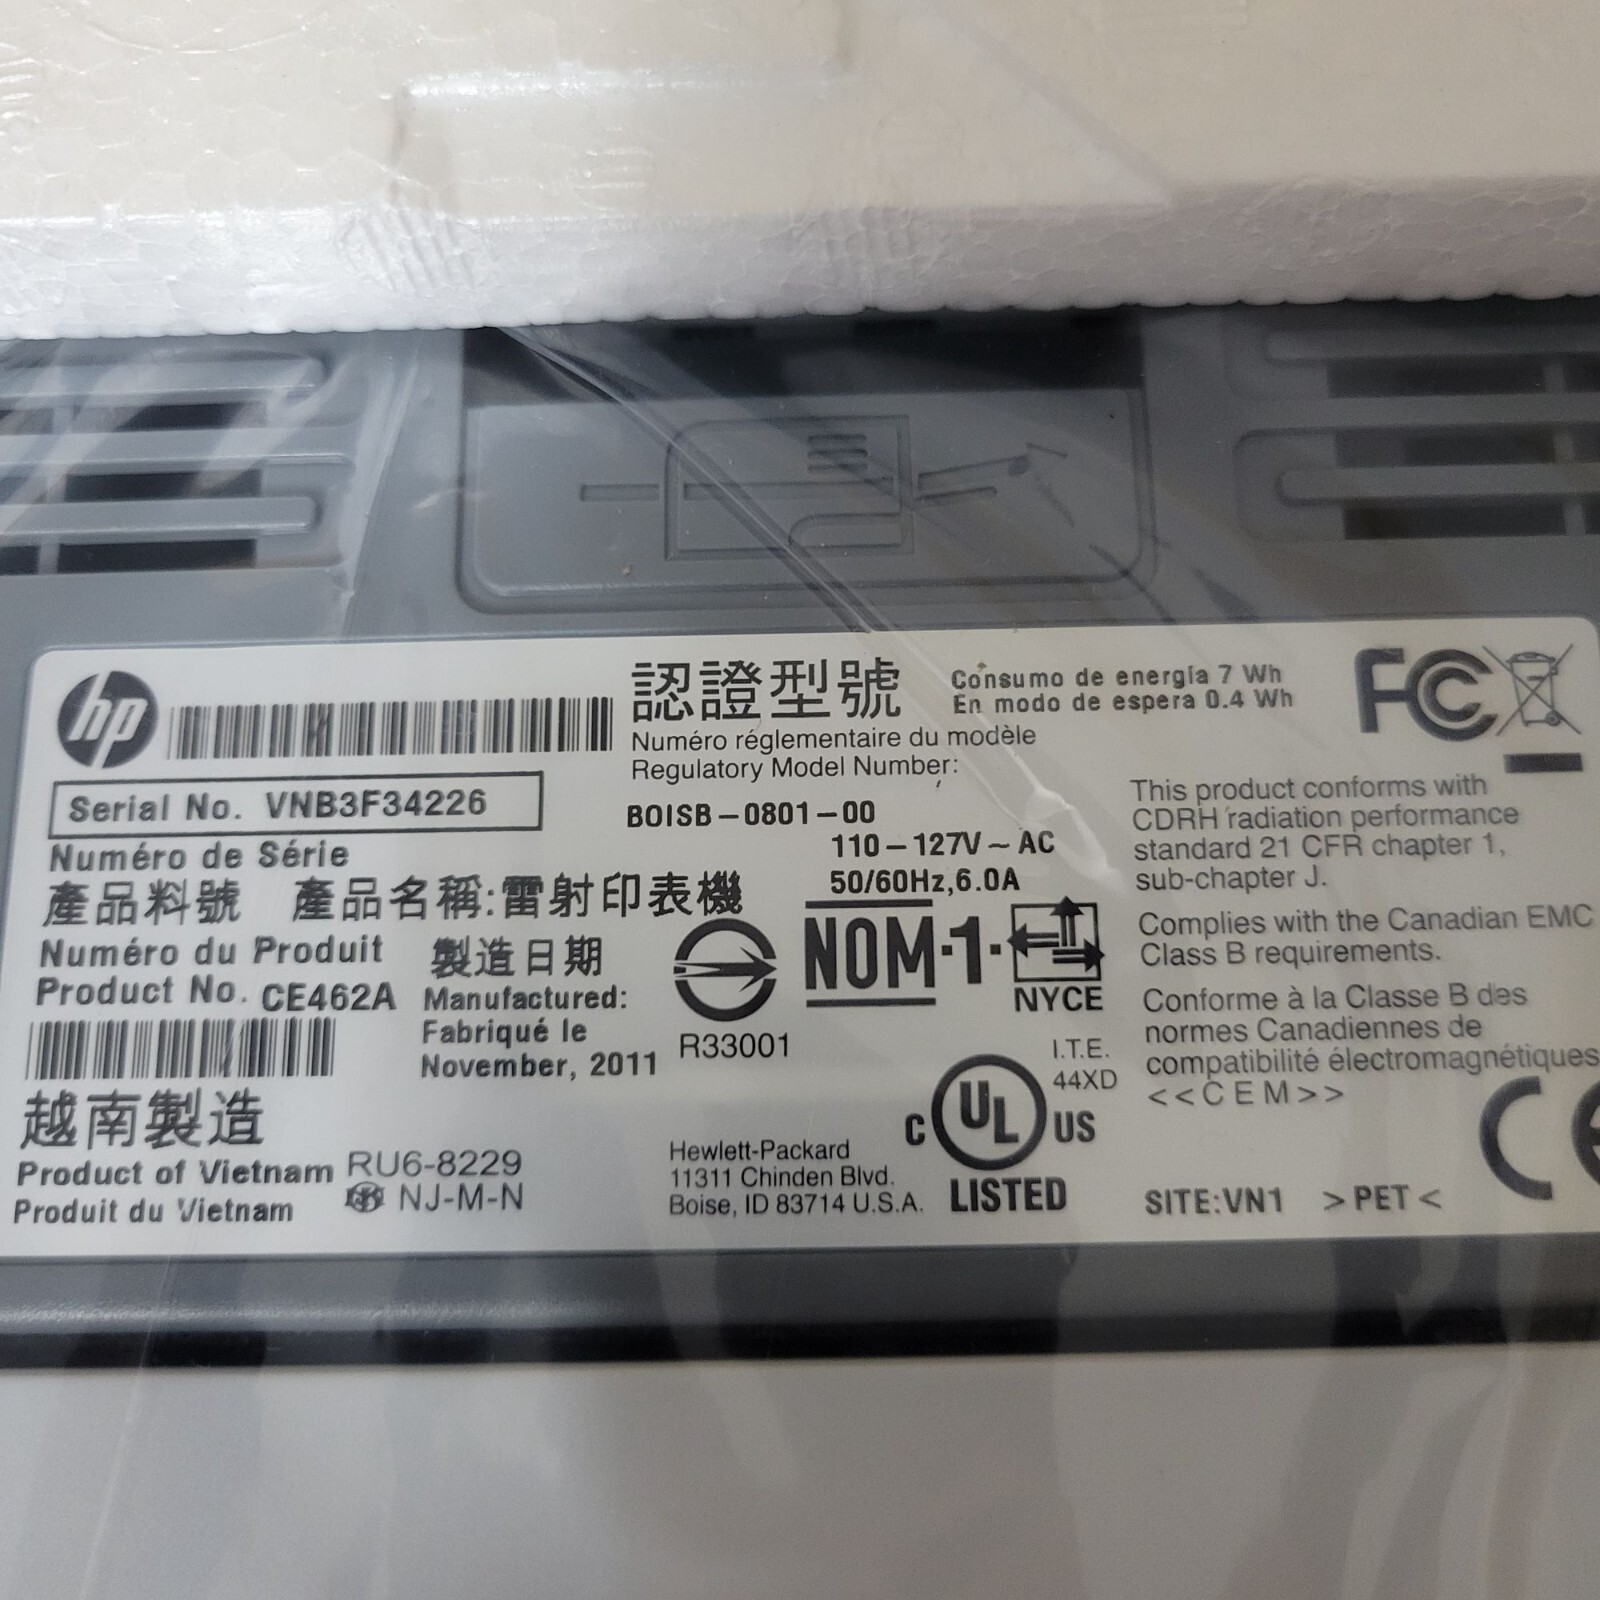 hp
認證型號
Consumo de energía 7 Wh
En modo de espera 0.4 Wh
FC
Numéro réglementaire du modèle
Regulatory Model Number:
Serial No. VNB3F34226
BOISB-0801-00
Numéro de Série
110-127V~AC
50/60Hz,6.0A
產品料號 產品名稱:雷射印表機
Numéro du Produit
Product No. CE462A
製造日期
Manufactured:
Fabriqué le
November, 2011
R33001
NOM-1-
NYCE
This product conforms with
CDRH radiation performance
standard 21 CFR chapter 1,
sub-chapter J.
Complies with the Canadian EMC
Class B requirements.
Conforme à la Classe B des
normes Canadiennes de
compatibilité électromagnétiques
<<CEM>>
越南製造
Product of Vietnam
Produit du Vietnam
RU6-8229
NJ-M-N
Hewlett-Packard
11311 Chinden Blvd.
Boise, ID 83714 U.S.A.
I.T.E.
44XD
C UL US
LISTED
SITE:VN1 >PET<
CE